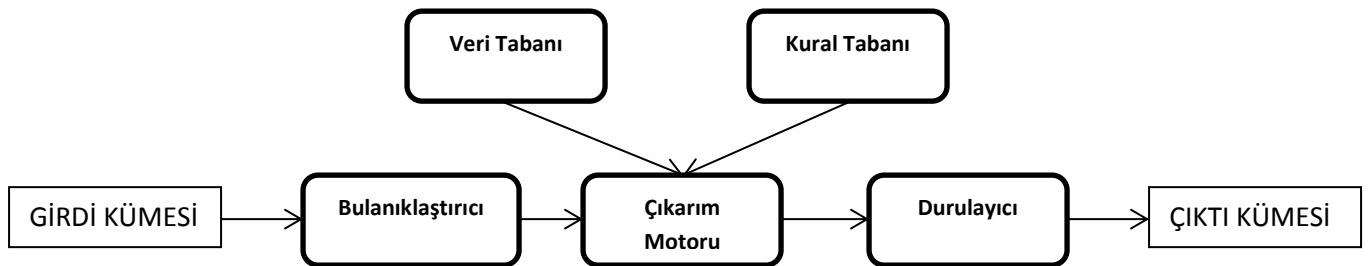 Veri Tabanı
Kural Tabanı
GİRDİ KÜMESİ
Bulanıklaştırıcı
Çıkarım
Motoru
Durulayıcı
ÇIKTI KÜMESİ